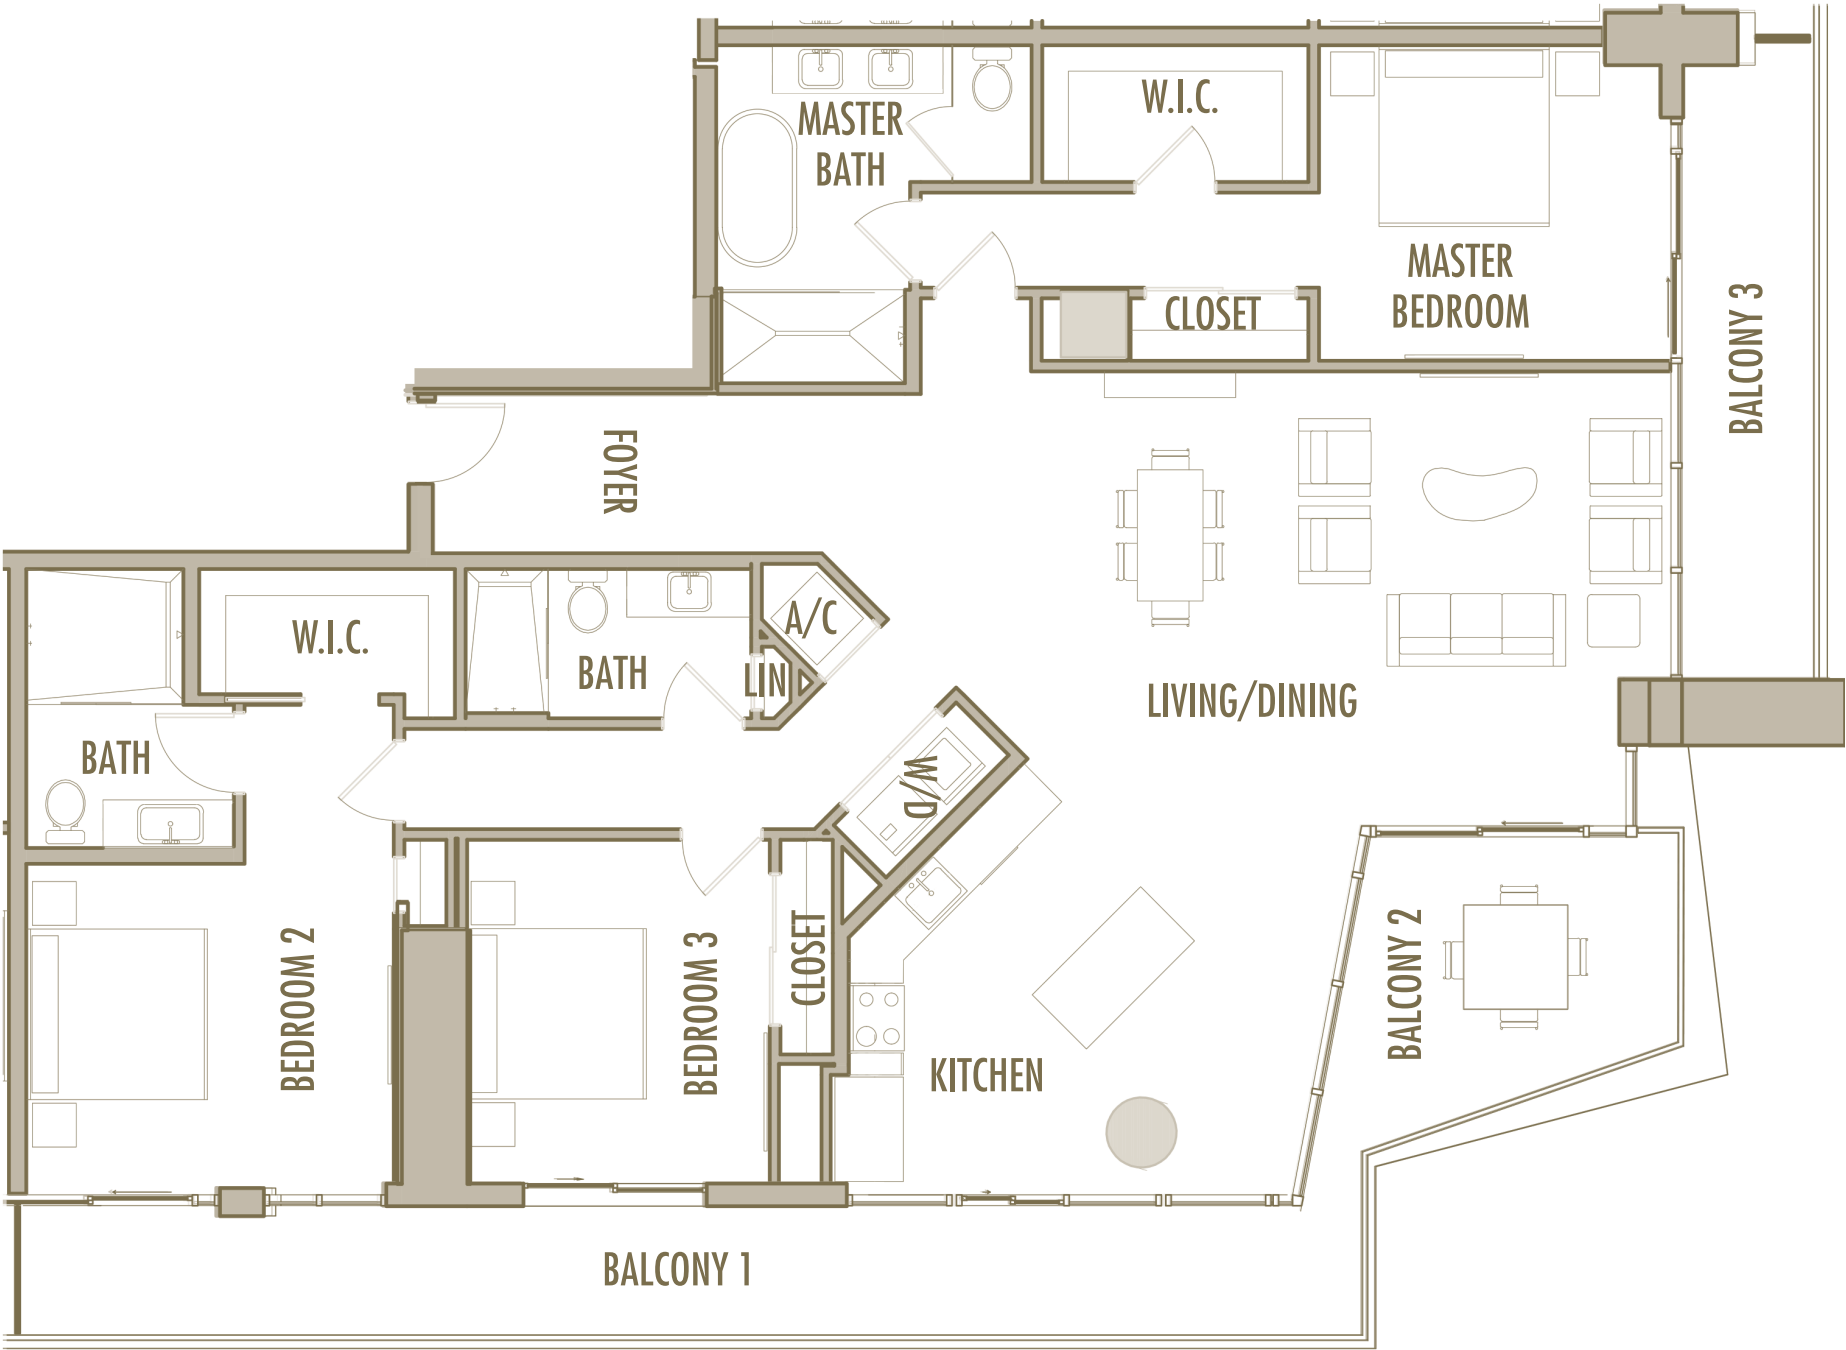 MASTER
BATH
W.I.C.
MASTER
BEDROOM
CLOSET
BALCONY 3
FOYER
A/C
W.I.C.
BATH
LIN
LIVING/DINING
BATH
W/D
BEDROOM 2
BEDROOM 3
CLOSET
BALCONY 2
KITCHEN
BALCONY 1